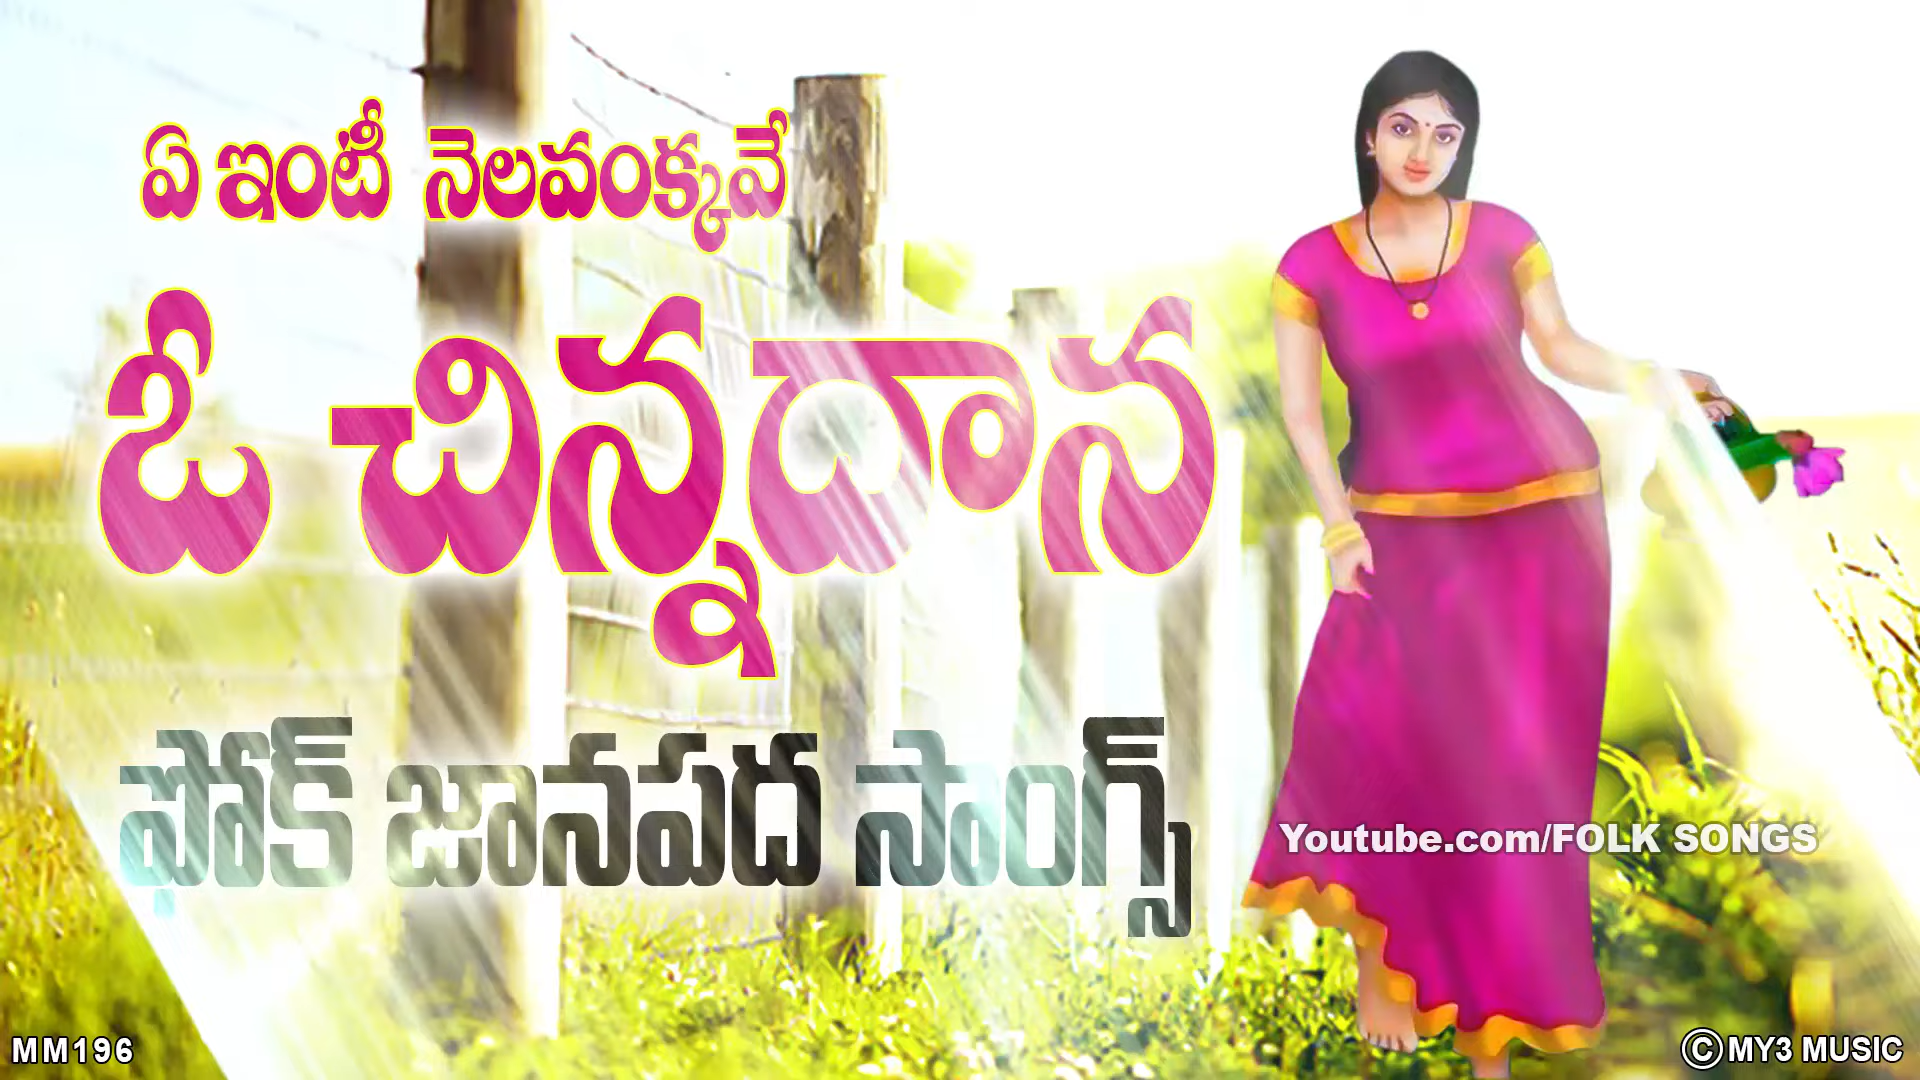 ఏ ఇంటీ నెలవంక్కవే
ఓ చిన్నదాన
ఫోక్ జానపద సాంగ్స్
Youtube.com/FOLK SONGS
MM196
©MY3 MUSIC